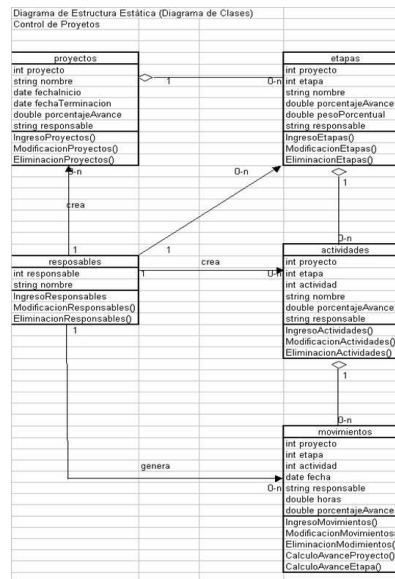 Diagrama de Estructura Estática (Diagrama de Clases)
Control de Proyetos
proyectos
int proyecto
string nombre
date fechaInicio
date fechaTerminacion
double porcentajeAvance
string responsable
IngresoProyectos()
ModificacionProyectos()
EliminacionProyectos()
1
0-n
etapas
int proyecto
int etapa
string nombre
double porcentajeAvance
double pesoPorcentual
string responsable
IngresoEtapas()
ModificacionEtapas()
EliminacionEtapas()
0-n
0-n
1
crea
0-n
1
1
resposables
int responsable
string nombre
IngresoResponsables
ModificacionResponsables()
EliminacionResponsables()
1
crea
1
0-n
actividades
int proyecto
int etapa
int actividad
string nombre
double porcentajeAvance
string responsable
IngresoActividades()
ModificacionActividades()
EliminacionActividades()
1
0-n
genera
0-n
movimientos
int proyecto
int etapa
int actividad
date fecha
string responsable
double horas
double porcentajeAvance
IngresoMovimientos()
ModificacionMovimientos(
EliminacionModimientos()
CalculoAvanceProyecto()
CalculoAvanceEtapa()